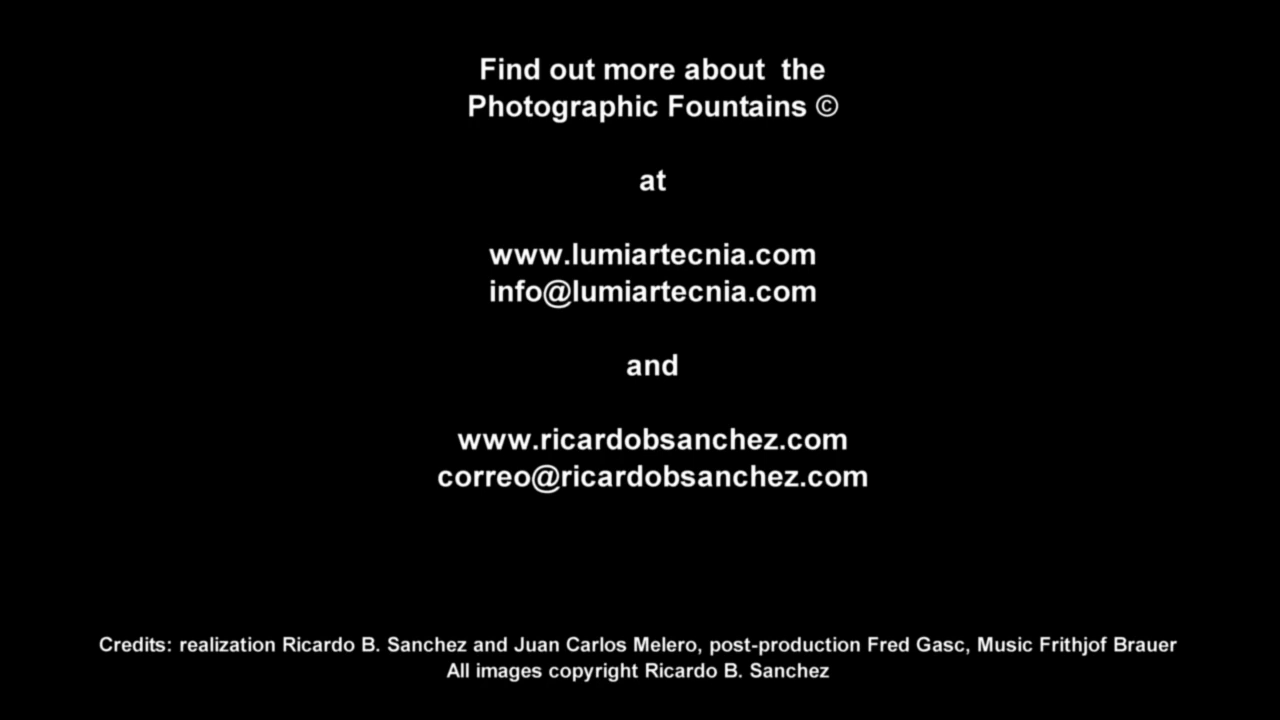 Find out more about  the
Photographic Fountains ©
at
www.lumiartecnia.com
info@lumiartecnia.com
and
www.ricardobsanchez.com
correo@ricardobsanchez.com
Credits: realization Ricardo B. Sanchez and Juan Carlos Melero, post-production Fred Gasc, Music Frithjof Brauer
All images copyright Ricardo B. Sanchez